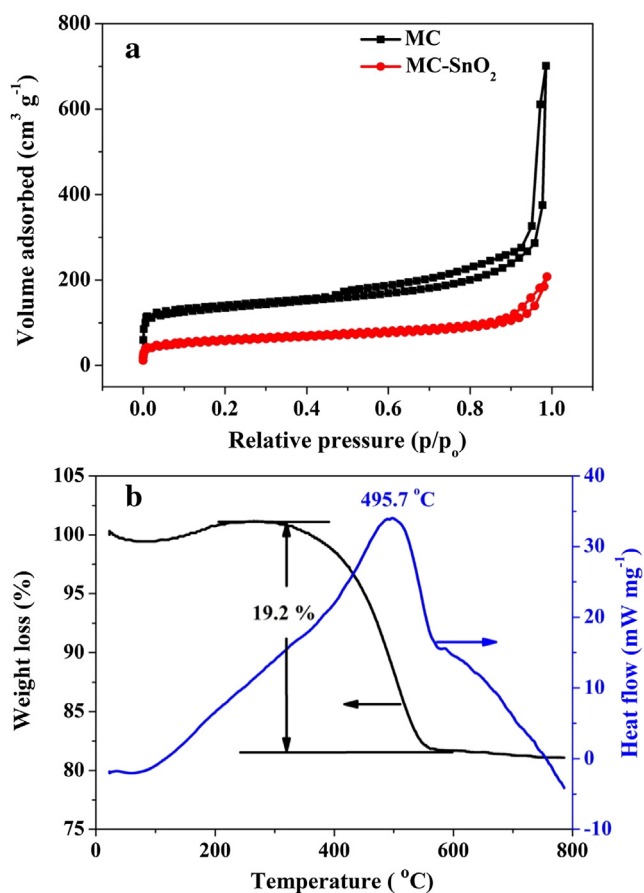 a
MC
MC-SnO₂
800
600
400
200
0
Volume adsorbed (cm³ g⁻¹)
0.0 0.2 0.4 0.6 0.8 1.0
Relative pressure (p/pₒ)
b
495.7 °C
19.2 %
105
100
95
90
85
80
75
Weight loss (%)
40
30
20
10
0
-10
Heat flow (mW mg⁻¹)
0 200 400 600 800
Temperature ( °C)